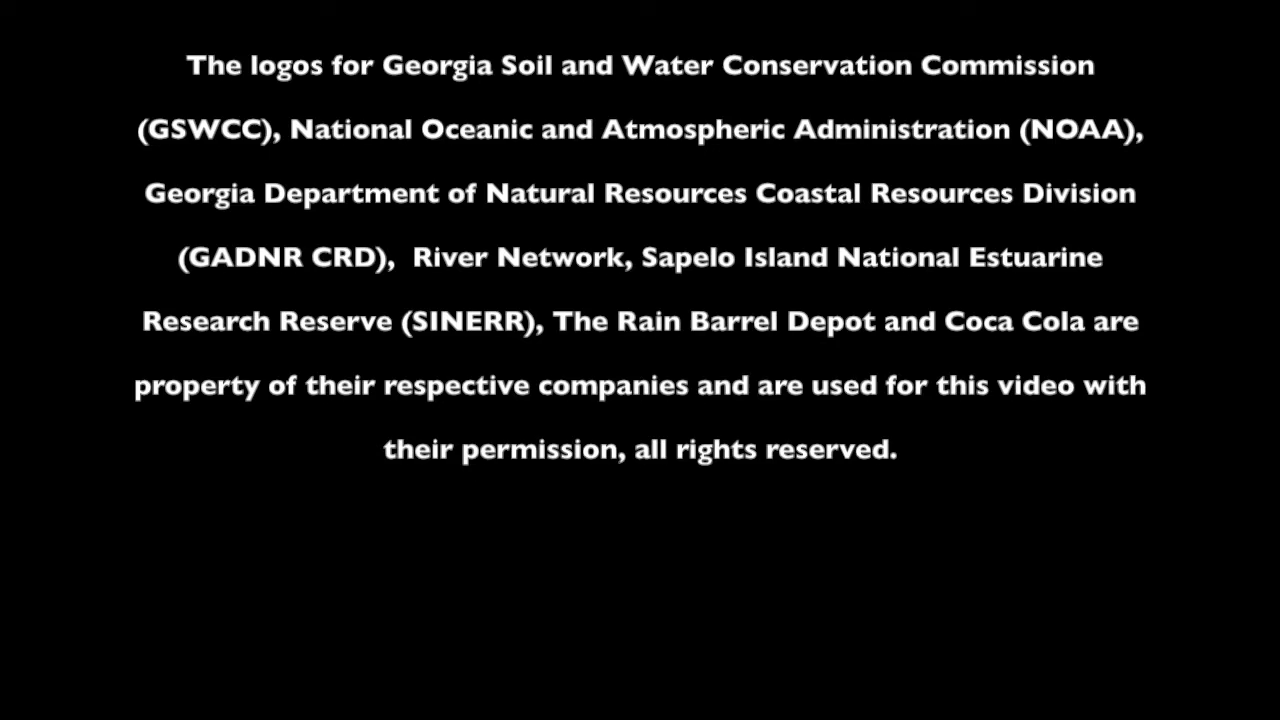 The logos for Georgia Soil and Water Conservation Commission
(GSWCC), National Oceanic and Atmospheric Administration (NOAA),
Georgia Department of Natural Resources Coastal Resources Division
(GADNR CRD),  River Network, Sapelo Island National Estuarine
Research Reserve (SINERR), The Rain Barrel Depot and Coca Cola are
property of their respective companies and are used for this video with
their permission, all rights reserved.